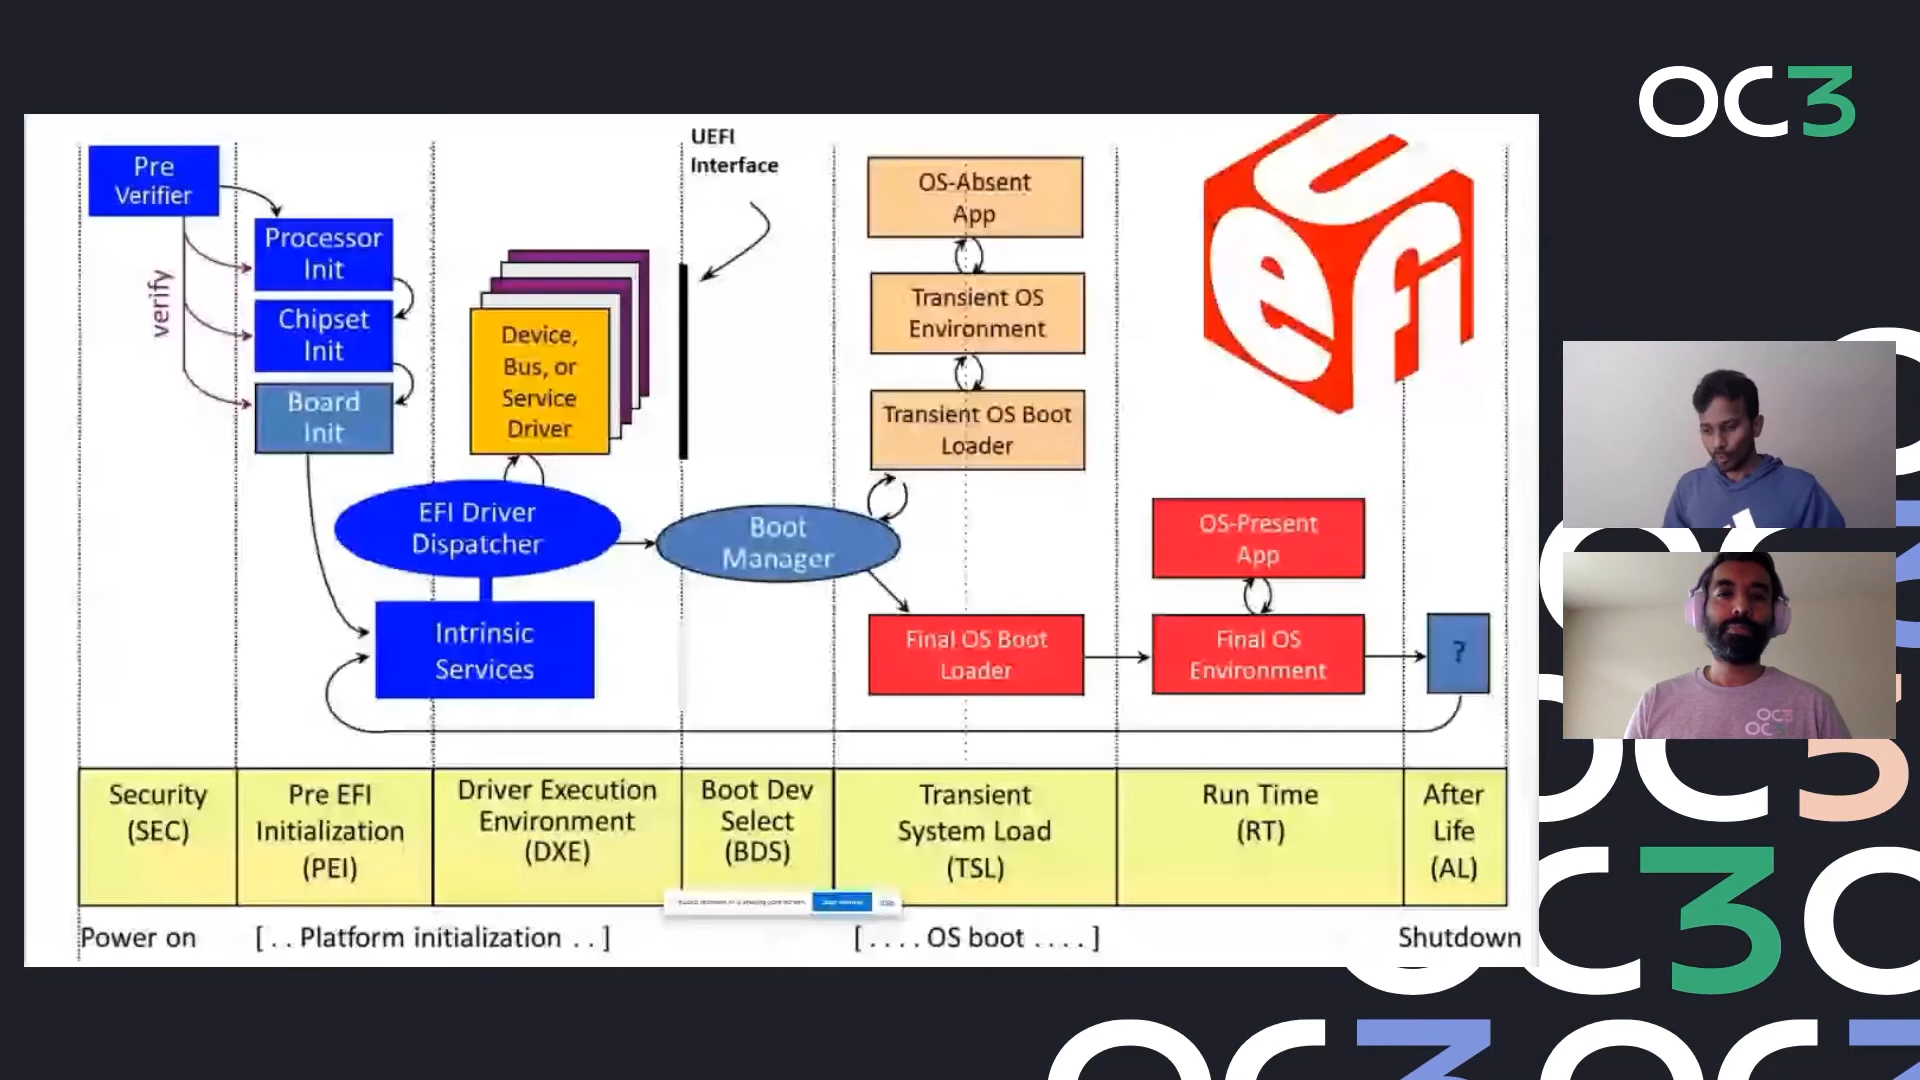 OC3
UEFI
Interface
Pre
Verifier
verify
Processor
Init
Chipset
Init
Board
Init
Device,
Bus, or
Service
Driver
EFI Driver
Dispatcher
Intrinsic
Services
Boot
Manager
OS-Absent
App
Transient OS
Environment
Transient OS Boot
Loader
Final OS Boot
Loader
UEFI
OS-Present
App
Final OS
Environment
?
Security
(SEC)
Pre EFI
Initialization
(PEI)
Driver Execution
Environment
(DXE)
Boot Dev
Select
(BDS)
Transient
System Load
(TSL)
Run Time
(RT)
After
Life
(AL)
Power on
[ . . Platform initialization . . ]
[ . . . . OS boot . . . . ]
Shutdown
OC3
OC3